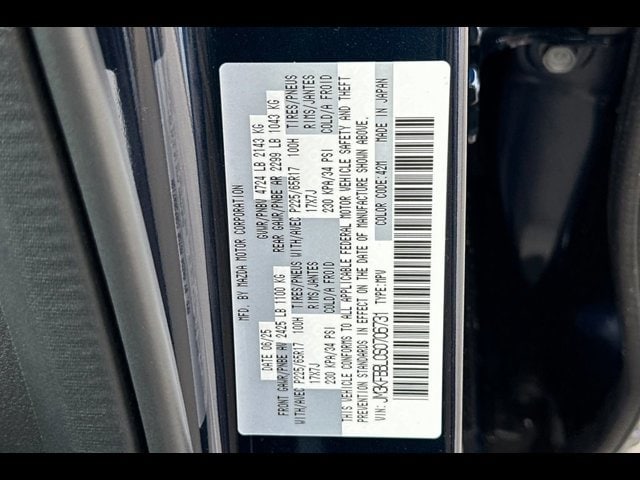 MFD. BY MAZDA MOTOR CORPORATION
DATE 06/25 GVWR/PNBV 4724 LB 2143 KG
FRONT GAWR/PNBE AV 2425 LB 1100 KG REAR GAWR/PNBE AR 2299 LB 1043 KG
WITH/AVEC P225/65R17 100H TIRES/PNEUS WITH/AVEC P225/65R17 100H TIRES/PNEUS
17X7J RIMS/JANTES 17X7J RIMS/JANTES
230 KPA/34 PSI COLD/A FROID 230 KPA/34 PSI COLD/A FROID
THIS VEHICLE CONFORMS TO ALL APPLICABLE FEDERAL MOTOR VEHICLE SAFETY AND THEFT
PREVENTION STANDARDS IN EFFECT ON THE DATE OF MANUFACTURE SHOWN ABOVE.
VIN: TYPE:MPV COLOR CODE:42M MADE IN JAPAN